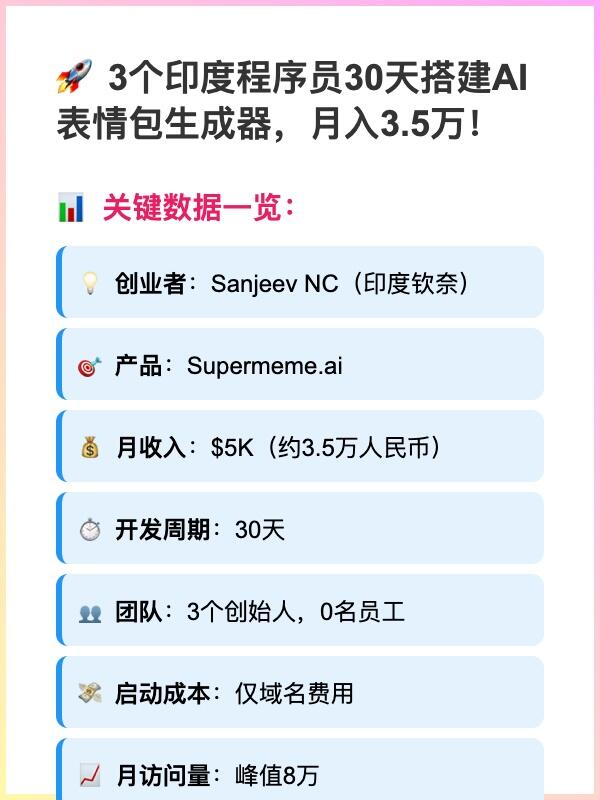 🚀 3个印度程序员30天搭建AI
表情包生成器，月入3.5万！
📊 关键数据一览：
💡 创业者：Sanjeev NC（印度钦奈）
🎯 产品：Supermeme.ai
💰 月收入：$5K（约3.5万人民币）
⏱️ 开发周期：30天
👥 团队：3个创始人，0名员工
💸 启动成本：仅域名费用
📈 月访问量：峰值8万